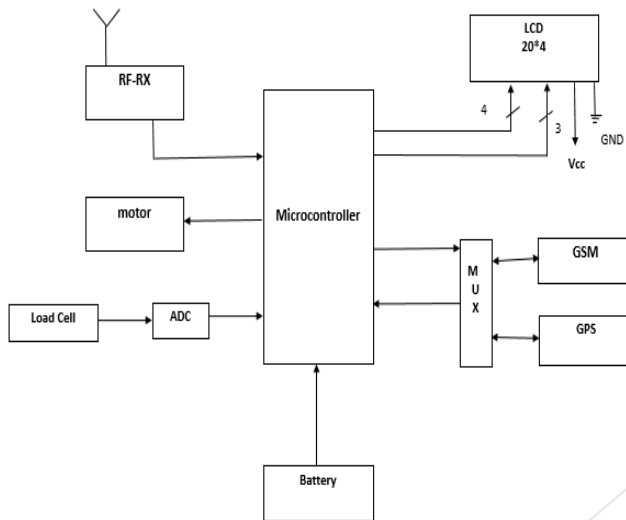 LCD
20*4
RF-RX
4
3
GND
Vcc
motor
Microcontroller
M
U
X
GSM
Load Cell
ADC
GPS
Battery